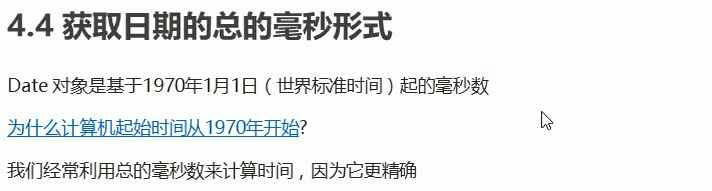 4.4 获取日期的总的毫秒形式
Date 对象是基于1970年1月1日（世界标准时间）起的毫秒数
为什么计算机起始时间从1970年开始?
我们经常利用总的毫秒数来计算时间，因为它更精确